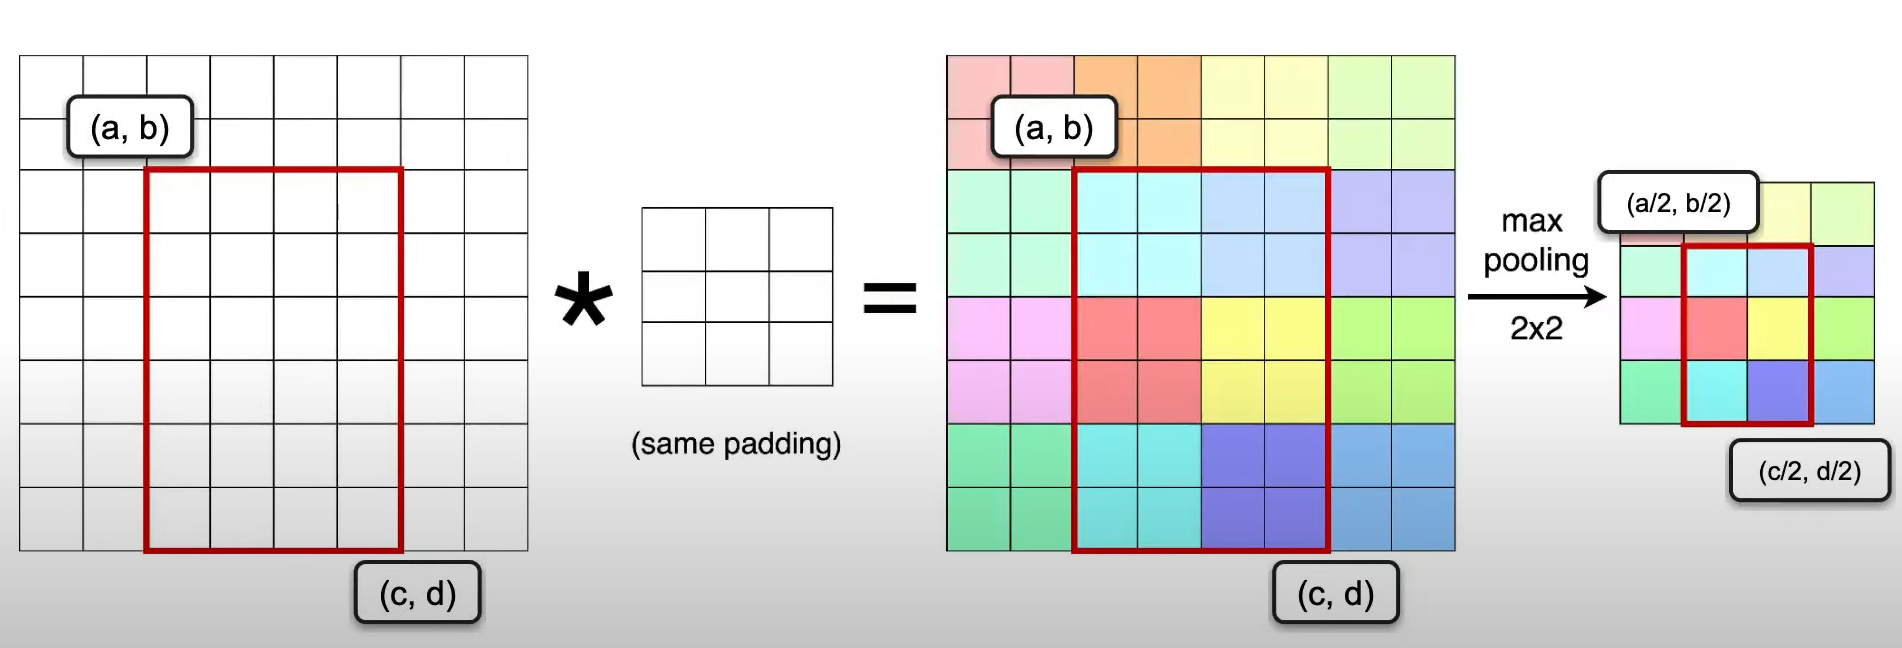 (a, b)
(c, d)
*
(same padding)
=
(a, b)
(c, d)
max
pooling
2x2
(a/2, b/2)
(c/2, d/2)